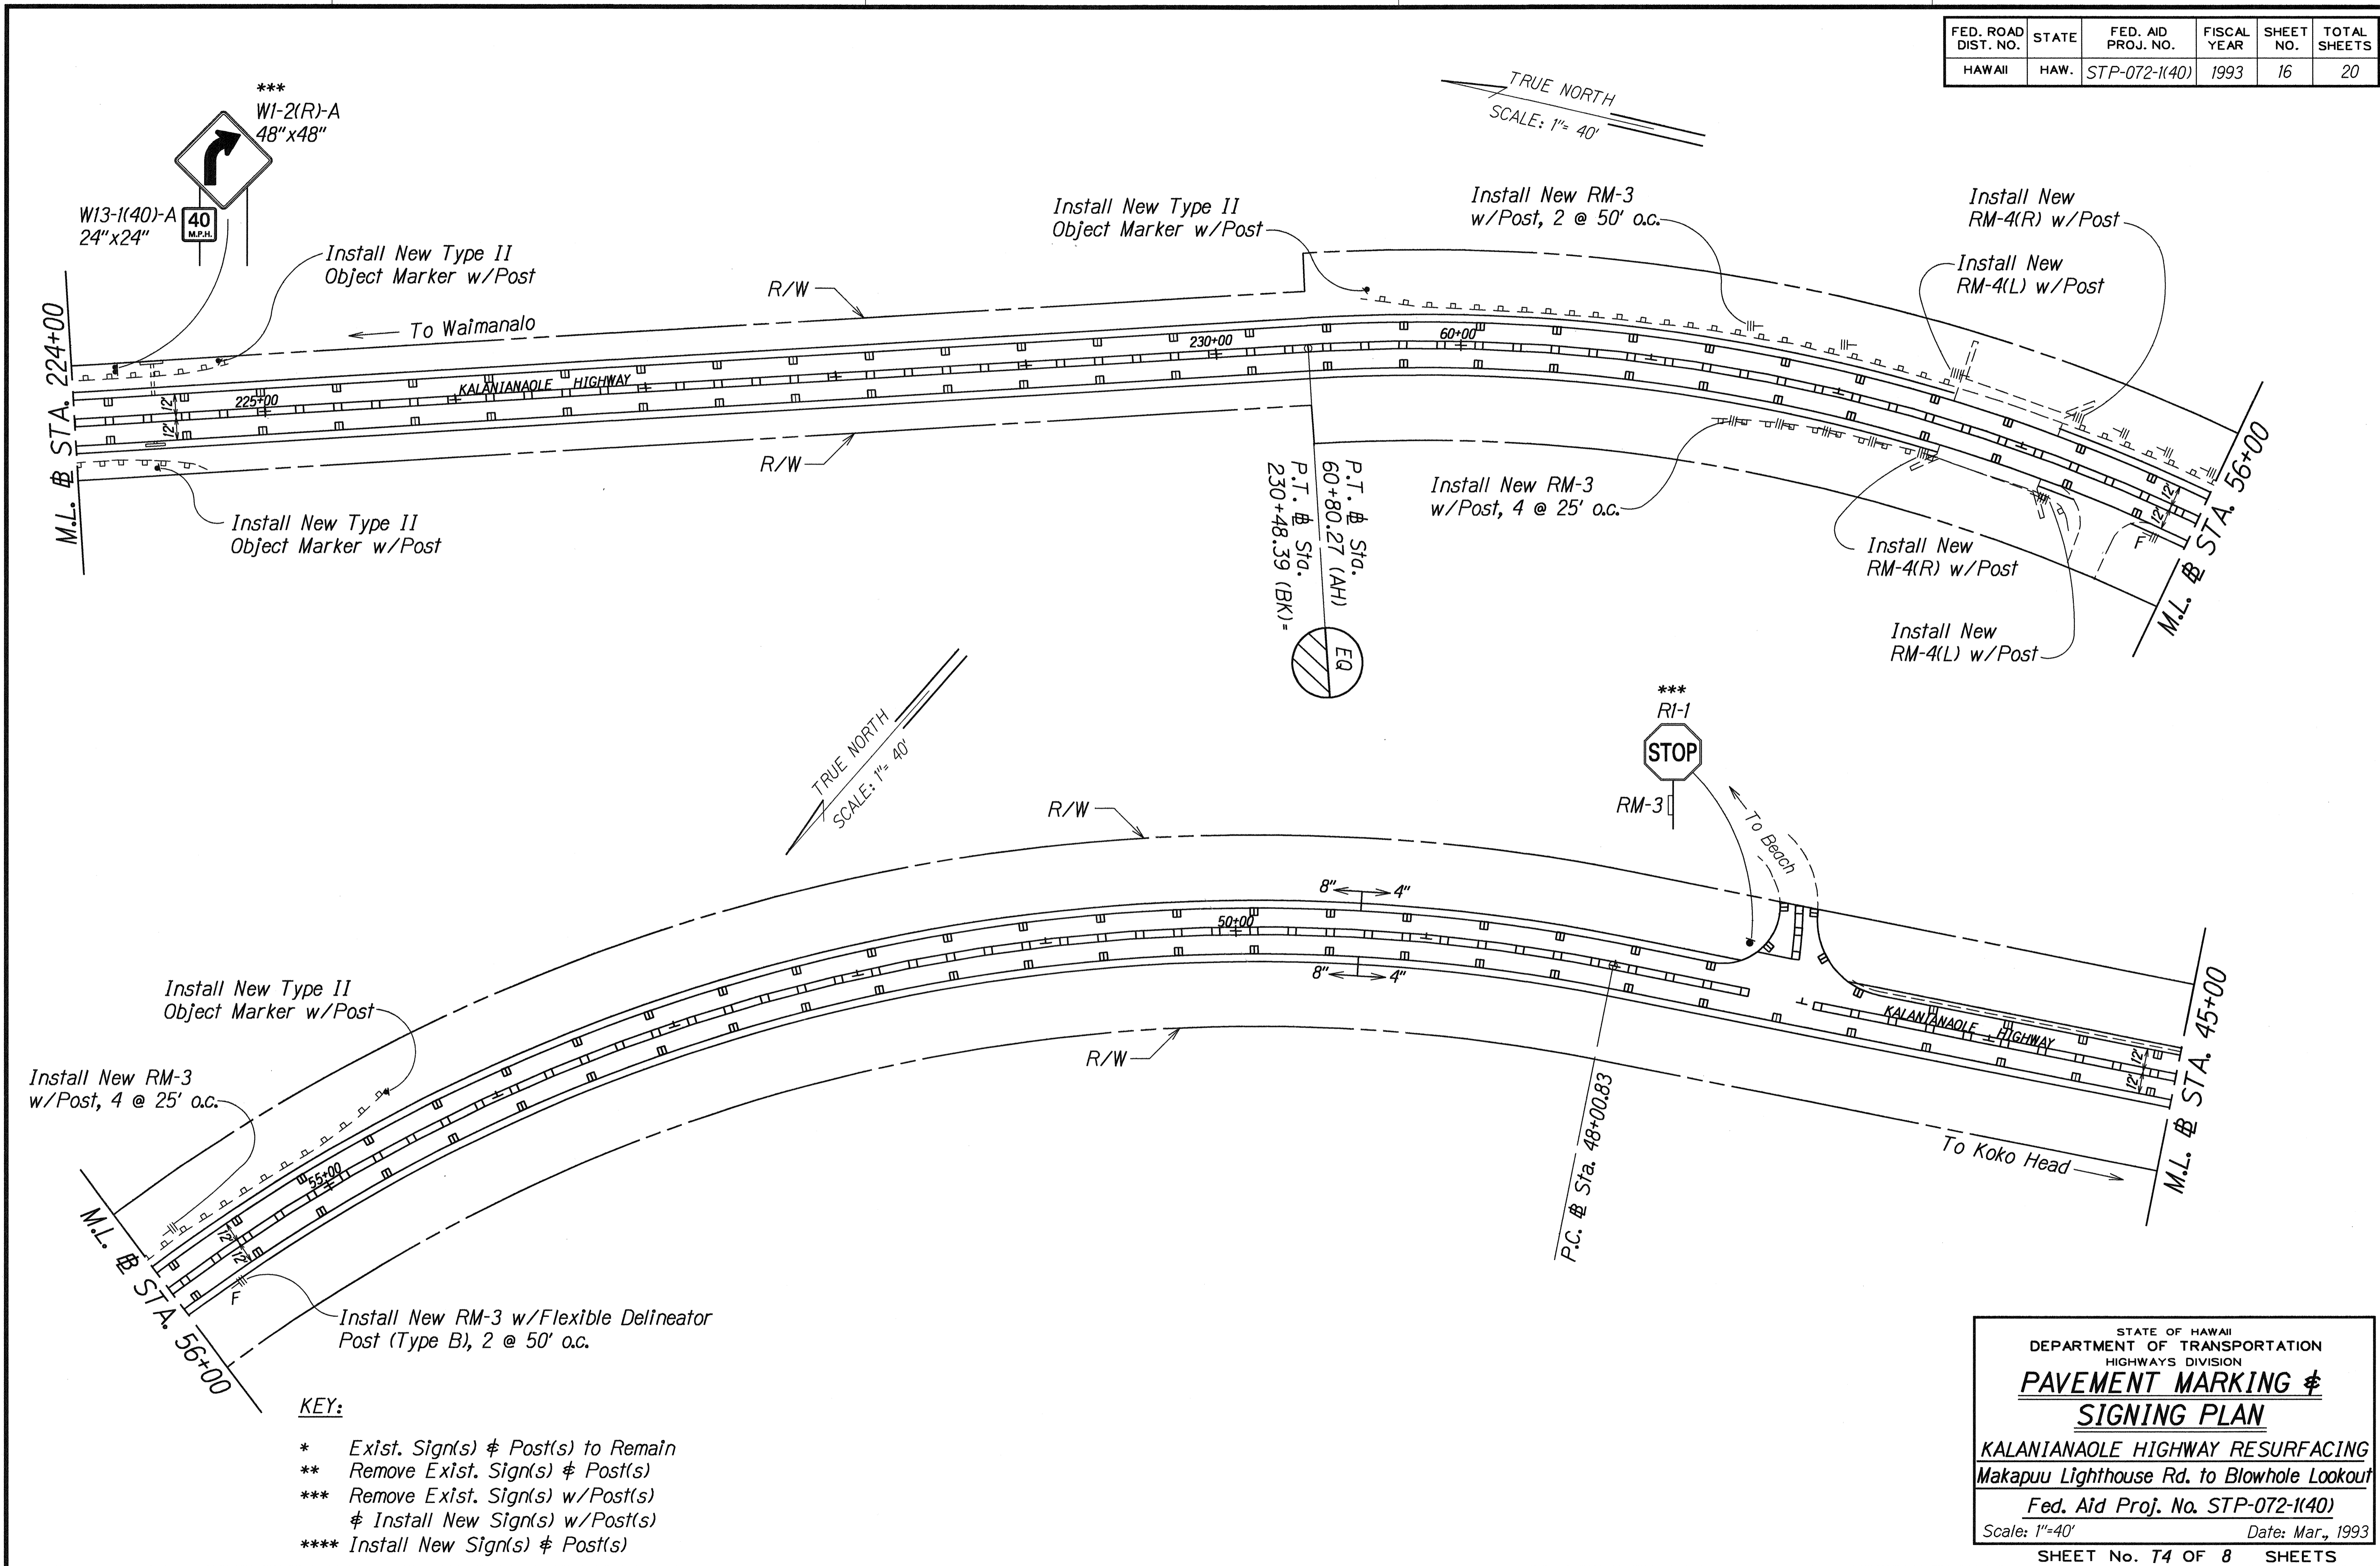 FED. ROAD DIST. NO. STATE FED. AID PROJ. NO. FISCAL YEAR SHEET NO. TOTAL SHEETS
HAWAII HAW. STP-072-1(40) 1993 16 20
TRUE NORTH
SCALE: 1"= 40'
***
W1-2(R)-A
48"x48"
W13-1(40)-A
24"x24"
40
M.P.H.
Install New Type II
Object Marker w/Post
Install New Type II
Object Marker w/Post
Install New RM-3
w/Post, 2 @ 50' o.c.
Install New
RM-4(R) w/Post
Install New
RM-4(L) w/Post
R/W
To Waimanalo
M.L. B STA. 224+00
225+00
12'
12'
KALANIANAOLE HIGHWAY
230+00
60+00
R/W
Install New Type II
Object Marker w/Post
P.T. B Sta.
60+80.27 (AH)
P.T. B Sta.
230+48.39 (BK)=
EQ
Install New RM-3
w/Post, 4 @ 25' o.c.
Install New
RM-4(R) w/Post
Install New
RM-4(L) w/Post
12'
12'
F
M.L. B STA. 56+00
TRUE NORTH
SCALE: 1"= 40'
***
R1-1
STOP
RM-3
To Beach
R/W
8" 4"
50+00
8" 4"
R/W
Install New Type II
Object Marker w/Post
Install New RM-3
w/Post, 4 @ 25' o.c.
55+00
12'
12'
F
M.L. B STA. 56+00
Install New RM-3 w/Flexible Delineator
Post (Type B), 2 @ 50' o.c.
P.C. B Sta. 48+00.83
KALANIANAOLE HIGHWAY
12'
12'
M.L. B STA. 45+00
To Koko Head
KEY:
* Exist. Sign(s) & Post(s) to Remain
** Remove Exist. Sign(s) & Post(s)
*** Remove Exist. Sign(s) w/Post(s)
& Install New Sign(s) w/Post(s)
**** Install New Sign(s) & Post(s)
STATE OF HAWAII
DEPARTMENT OF TRANSPORTATION
HIGHWAYS DIVISION
PAVEMENT MARKING &
SIGNING PLAN
KALANIANAOLE HIGHWAY RESURFACING
Makapuu Lighthouse Rd. to Blowhole Lookout
Fed. Aid Proj. No. STP-072-1(40)
Scale: 1"=40' Date: Mar., 1993
SHEET No. T4 OF 8 SHEETS